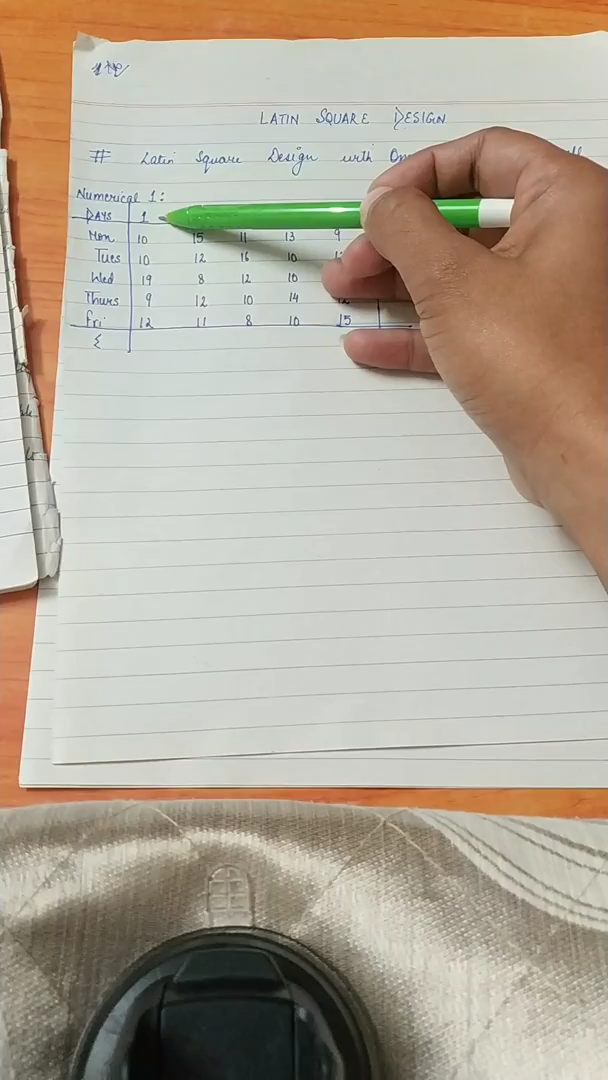 LATIN SQUARE DESIGN
# Latin Square Design with
Numerical 1:
DAYS 1
Mon 10 15 11 13 9
Tues 10 12 16 10
Wed 19 8 12 10
Thurs 9 12 10 14 12
Fri 12 11 8 10 15
Σ